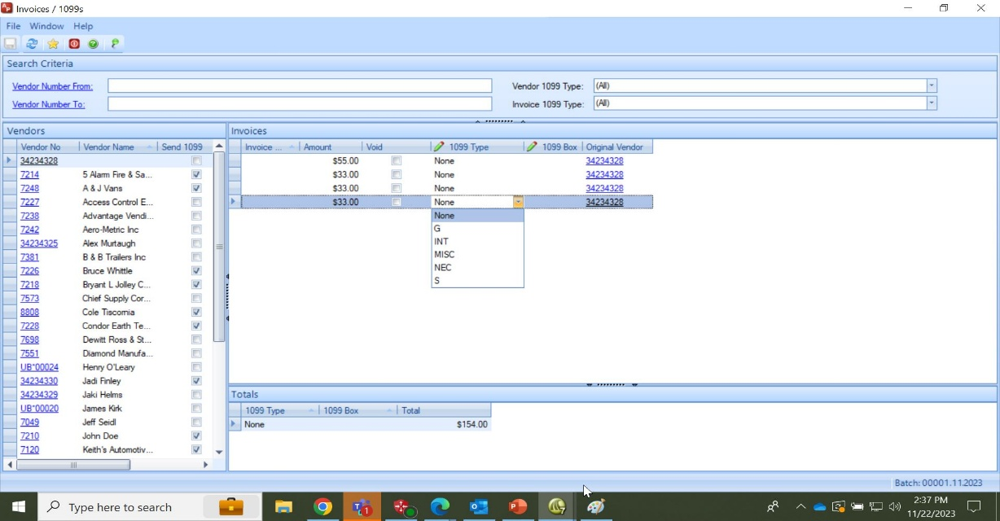 Invoices / 1099s
File Window Help
Search Criteria
Vendor Number From: Vendor 1099 Type: (All)
Vendor Number To: Invoice 1099 Type: (All)
Vendors Invoices
Vendor No Vendor Name Send 1099 Invoice ... Amount Void 1099 Type 1099 Box Original Vendor
34234328 $55.00 None 34234328
7214 5 Alarm Fire & Sa... $33.00 None 34234328
7248 A & J Vans $33.00 None 34234328
7227 Access Control E... $33.00 None 34234328
7238 Advantage Vendi... None
7242 Aero-Metric Inc G
34234325 Alex Murtaugh INT
7381 B & B Trailers Inc MISC
7226 Bruce Whittle NEC
7218 Bryant L Jolley C... S
7573 Chief Supply Cor...
8808 Cole Tiscornia
7228 Condor Earth Te...
7698 Dewitt Ross & St...
7551 Diamond Manufa...
UB*00024 Henry O'Leary
34234330 Jadi Finley
34234329 Jaki Helms Totals
UB*00020 James Kirk 1099 Type 1099 Box Total
7049 Jeff Seidl None $154.00
7210 John Doe
7120 Keith's Automotiv...
Batch: 00001.11.2023
Type here to search 2:37 PM
11/22/2023